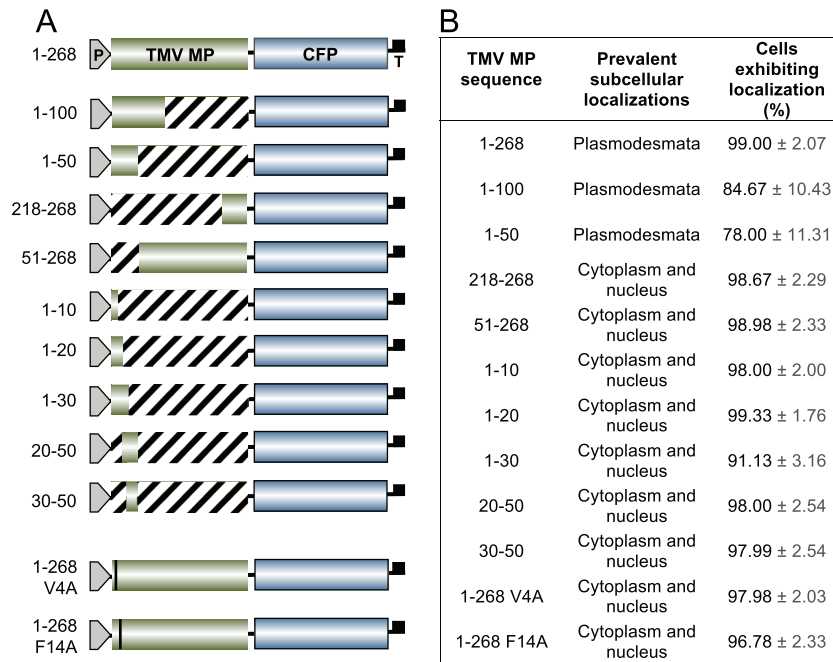 A
1-268
P
TMV MP
CFP
T
1-100
1-50
218-268
51-268
1-10
1-20
1-30
20-50
30-50
1-268
V4A
1-268
F14A
B
TMV MP
sequence
Prevalent
subcellular
localizations
Cells
exhibiting
localization
(%)
1-268
Plasmodesmata
99.00 ± 2.07
1-100
Plasmodesmata
84.67 ± 10.43
1-50
Plasmodesmata
78.00 ± 11.31
218-268
Cytoplasm and
nucleus
98.67 ± 2.29
51-268
Cytoplasm and
nucleus
98.98 ± 2.33
1-10
Cytoplasm and
nucleus
98.00 ± 2.00
1-20
Cytoplasm and
nucleus
99.33 ± 1.76
1-30
Cytoplasm and
nucleus
91.13 ± 3.16
20-50
Cytoplasm and
nucleus
98.00 ± 2.54
30-50
Cytoplasm and
nucleus
97.99 ± 2.54
1-268 V4A
Cytoplasm and
nucleus
97.98 ± 2.03
1-268 F14A
Cytoplasm and
nucleus
96.78 ± 2.33